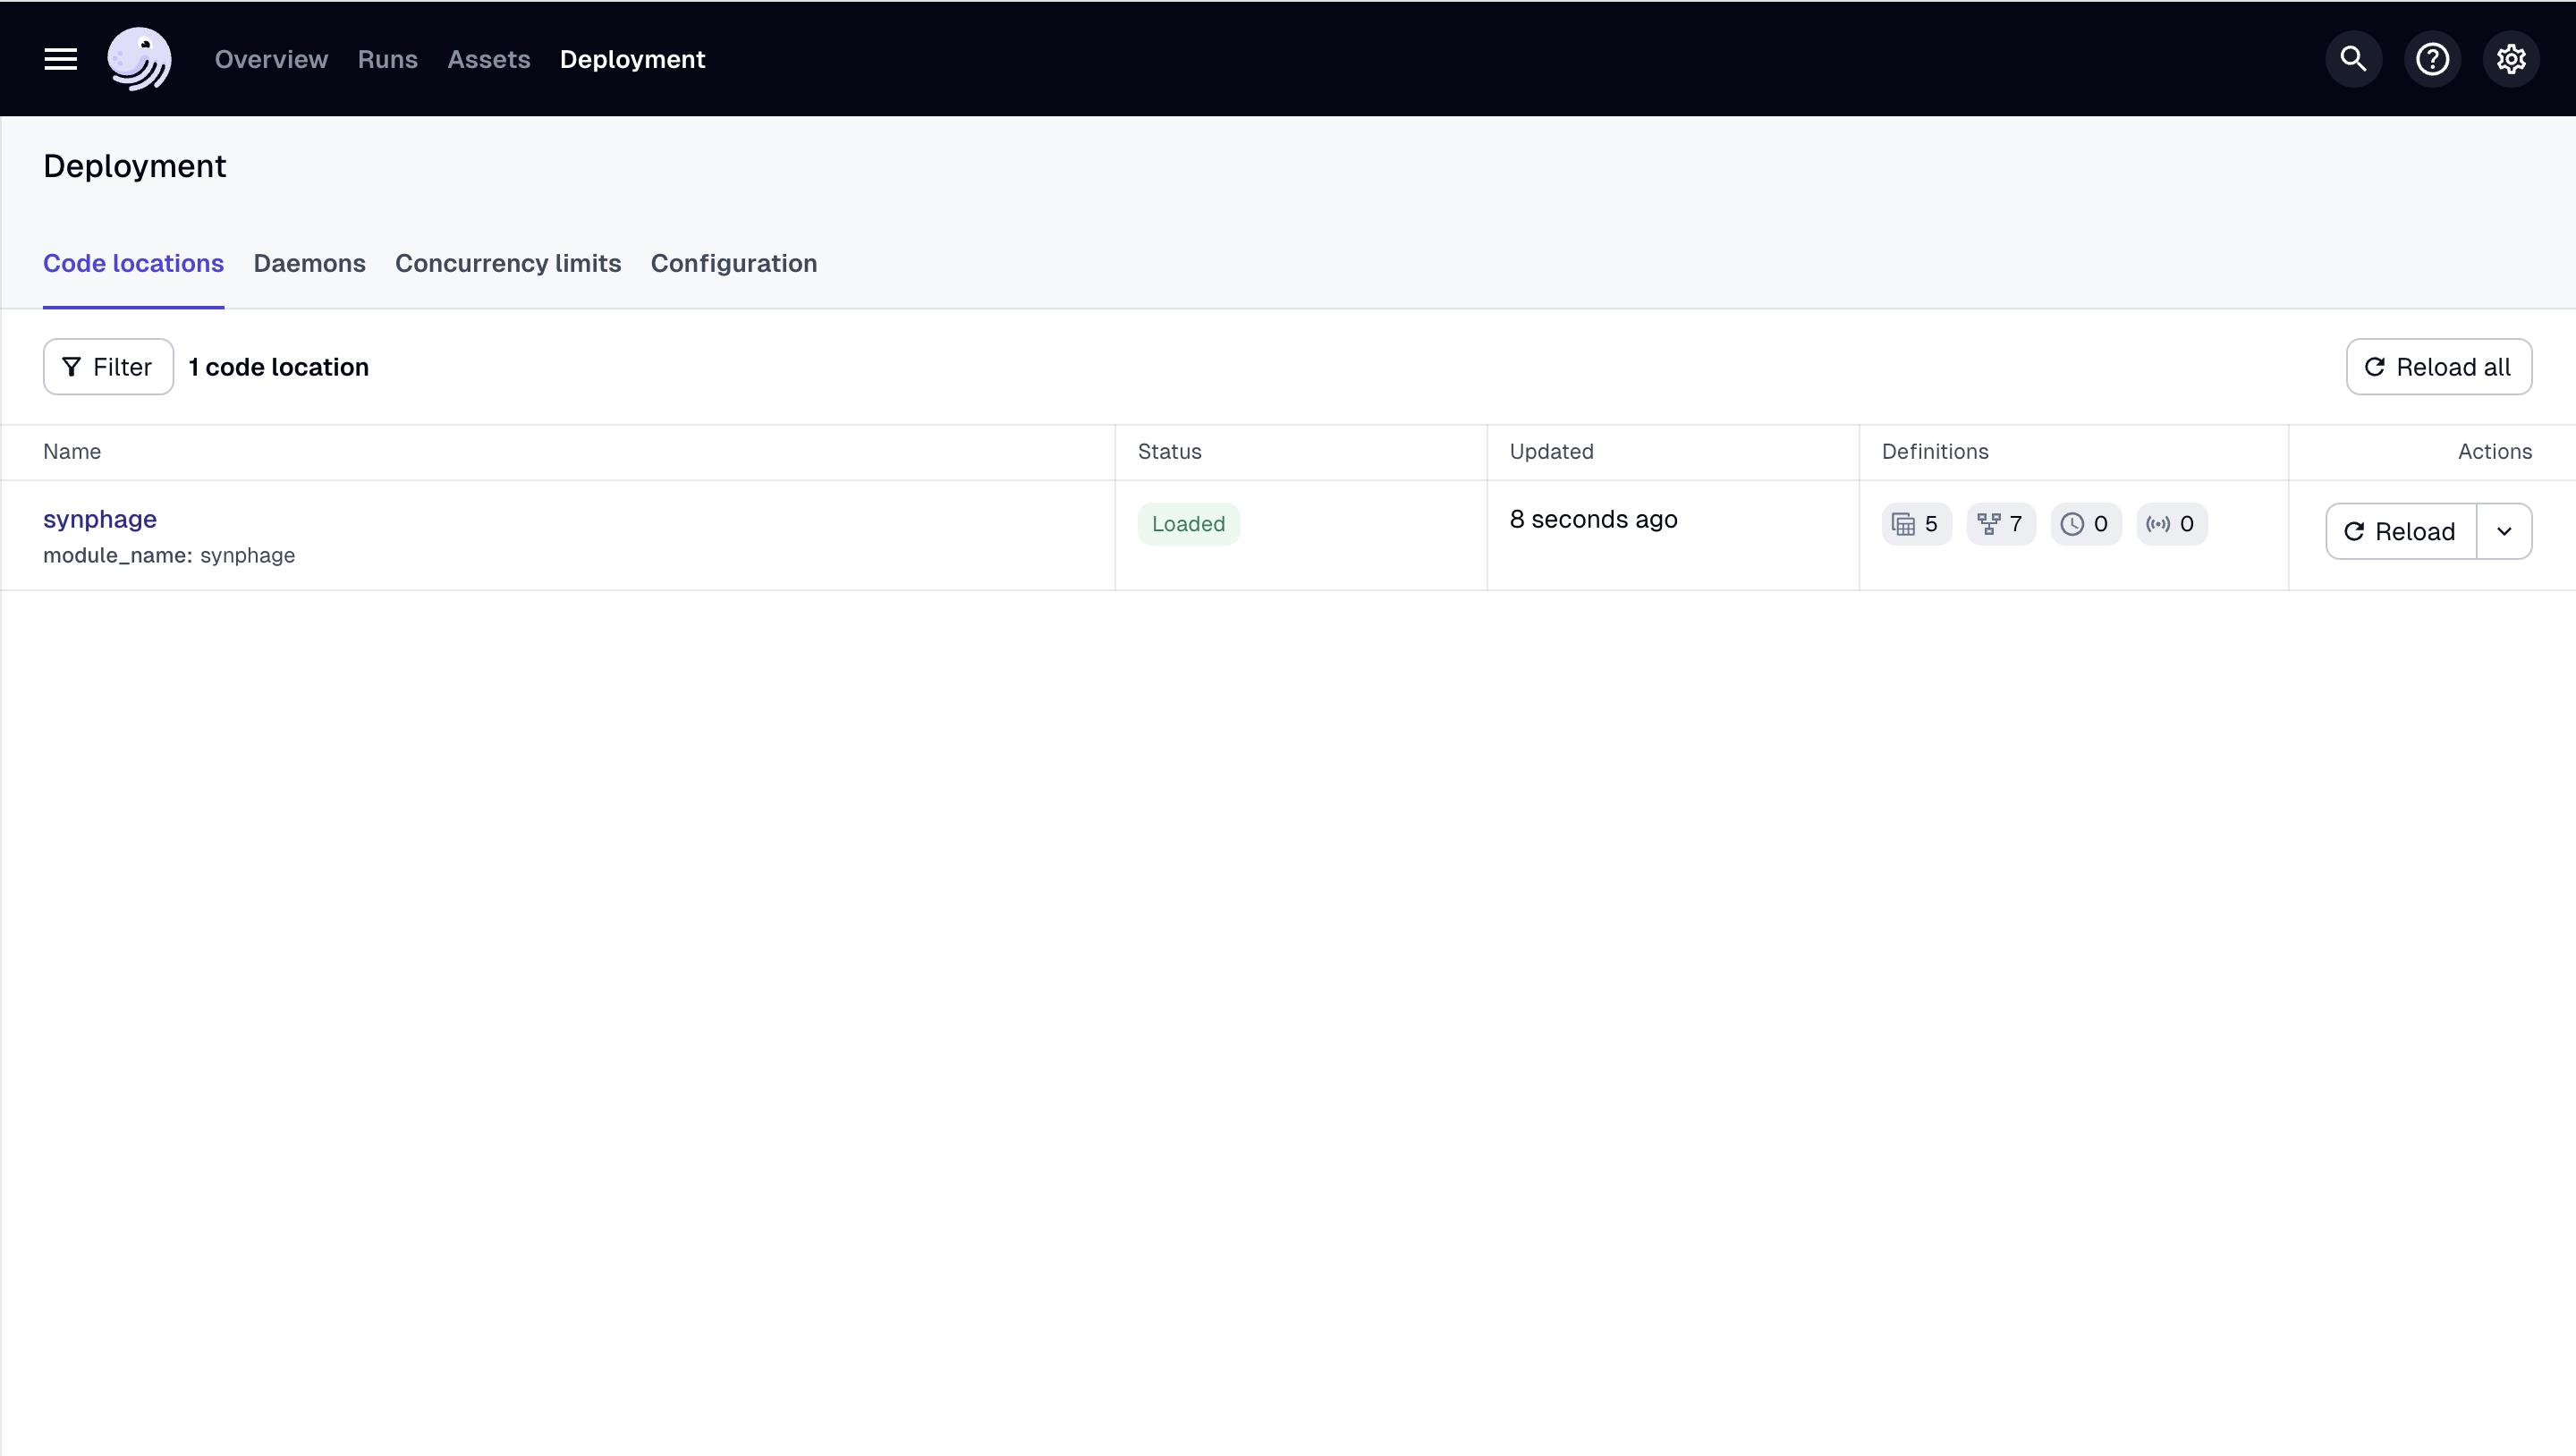 Overview Runs Assets Deployment
Deployment
Code locations Daemons Concurrency limits Configuration
Filter 1 code location Reload all
Name Status Updated Definitions Actions
synphage Loaded 8 seconds ago 5 7 0 0 Reload
module_name: synphage